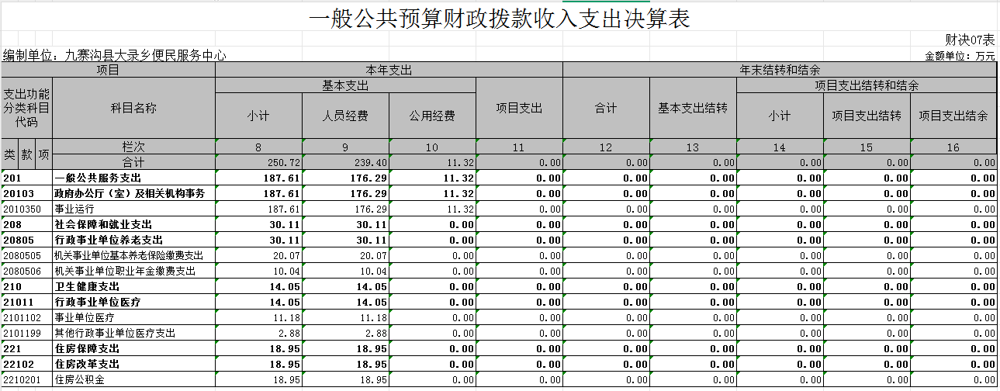 一般公共预算财政拨款收入支出决算表
财决07表
编制单位：九寨沟县大录乡便民服务中心 金额单位：万元
项目 本年支出 年末结转和结余
支出功能分类科目代码 科目名称 基本支出 项目支出 合计 基本支出结转 项目支出结转和结余
小计 人员经费 公用经费 小计 项目支出结转 项目支出结余
类 款 项 栏次 8 9 10 11 12 13 14 15 16
合计 250.72 239.40 11.32 0.00 0.00 0.00 0.00 0.00 0.00
201 一般公共服务支出 187.61 176.29 11.32 0.00 0.00 0.00 0.00 0.00 0.00
20103 政府办公厅（室）及相关机构事务 187.61 176.29 11.32 0.00 0.00 0.00 0.00 0.00 0.00
2010350 事业运行 187.61 176.29 11.32 0.00 0.00 0.00 0.00 0.00 0.00
208 社会保障和就业支出 30.11 30.11 0.00 0.00 0.00 0.00 0.00 0.00 0.00
20805 行政事业单位养老支出 30.11 30.11 0.00 0.00 0.00 0.00 0.00 0.00 0.00
2080505 机关事业单位基本养老保险缴费支出 20.07 20.07 0.00 0.00 0.00 0.00 0.00 0.00 0.00
2080506 机关事业单位职业年金缴费支出 10.04 10.04 0.00 0.00 0.00 0.00 0.00 0.00 0.00
210 卫生健康支出 14.05 14.05 0.00 0.00 0.00 0.00 0.00 0.00 0.00
21011 行政事业单位医疗 14.05 14.05 0.00 0.00 0.00 0.00 0.00 0.00 0.00
2101102 事业单位医疗 11.18 11.18 0.00 0.00 0.00 0.00 0.00 0.00 0.00
2101199 其他行政事业单位医疗支出 2.88 2.88 0.00 0.00 0.00 0.00 0.00 0.00 0.00
221 住房保障支出 18.95 18.95 0.00 0.00 0.00 0.00 0.00 0.00 0.00
22102 住房改革支出 18.95 18.95 0.00 0.00 0.00 0.00 0.00 0.00 0.00
2210201 住房公积金 18.95 18.95 0.00 0.00 0.00 0.00 0.00 0.00 0.00